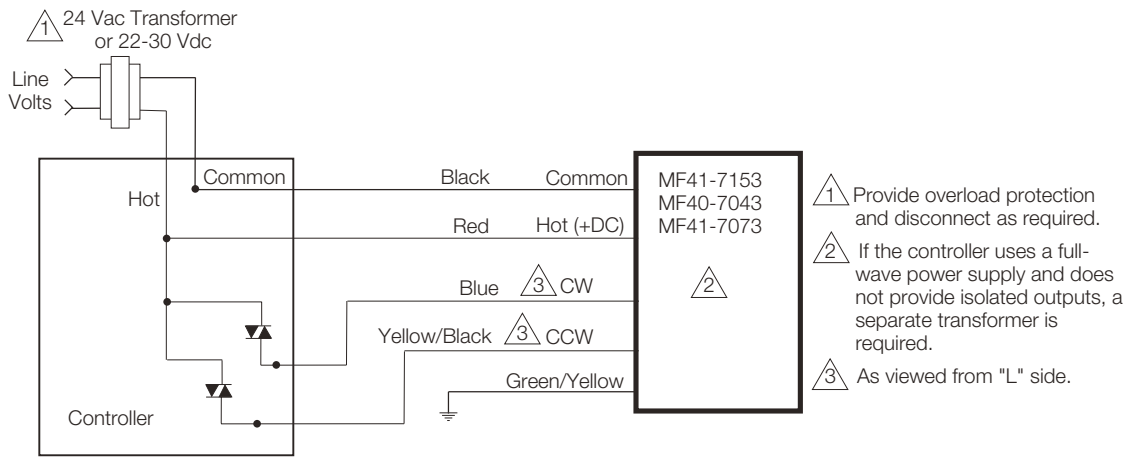 1
24 Vac Transformer
or 22-30 Vdc
Line
Volts
Hot
Common
Black
Common
Red
Hot (+DC)
Blue
3
CW
Yellow/Black
3
CCW
Green/Yellow
Controller
MF41-7153
MF40-7043
MF41-7073
2
1
Provide overload protection
and disconnect as required.
2
If the controller uses a full-
wave power supply and does
not provide isolated outputs, a
separate transformer is
required.
3
As viewed from "L" side.